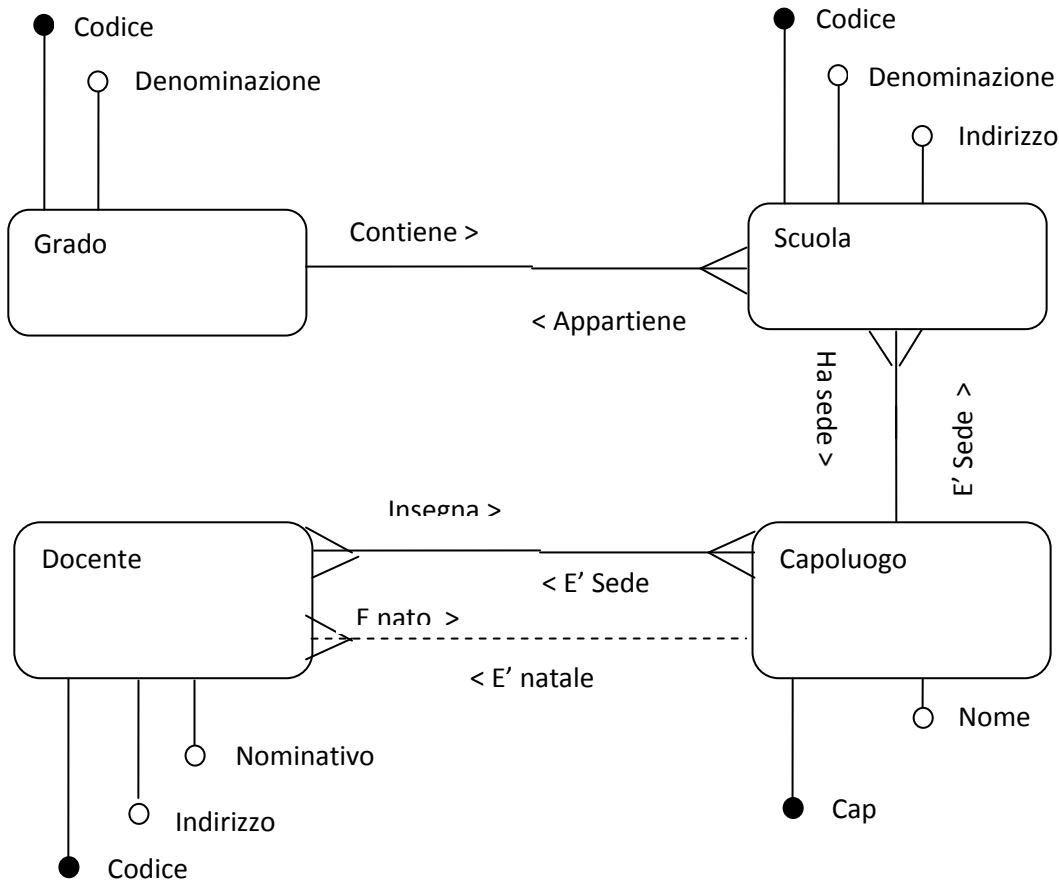 Codice
Denominazione
Codice
Denominazione
Indirizzo
Grado
Contiene >
< Appartiene
Scuola
Ha sede >
E’ Sede >
Docente
Insegna >
< E’ Sede
E nato >
< E’ natale
Capoluogo
Nominativo
Indirizzo
Codice
Nome
Cap